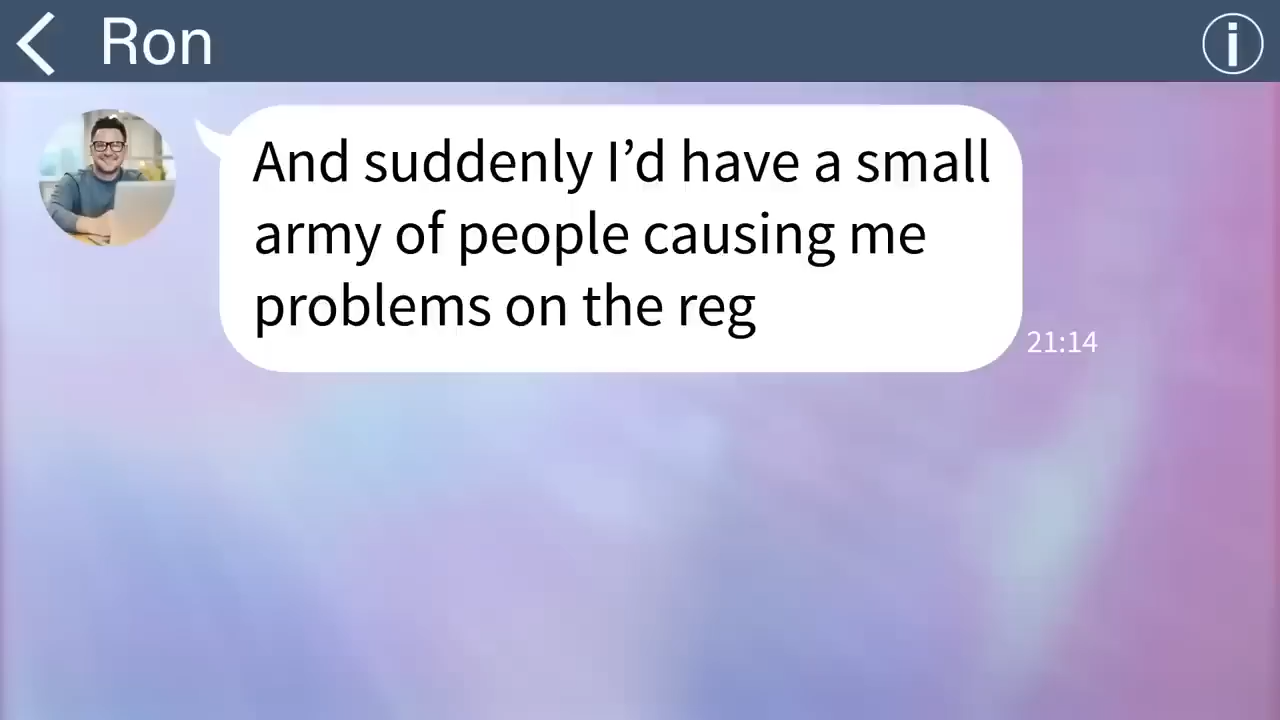 Ron
And suddenly I’d have a small
army of people causing me
problems on the reg
21:14